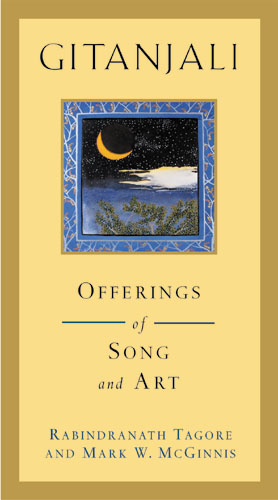 GITANJALI
OFFERINGS
of
SONG
and ART
RABINDRANATH TAGORE
AND MARK W. MCGINNIS